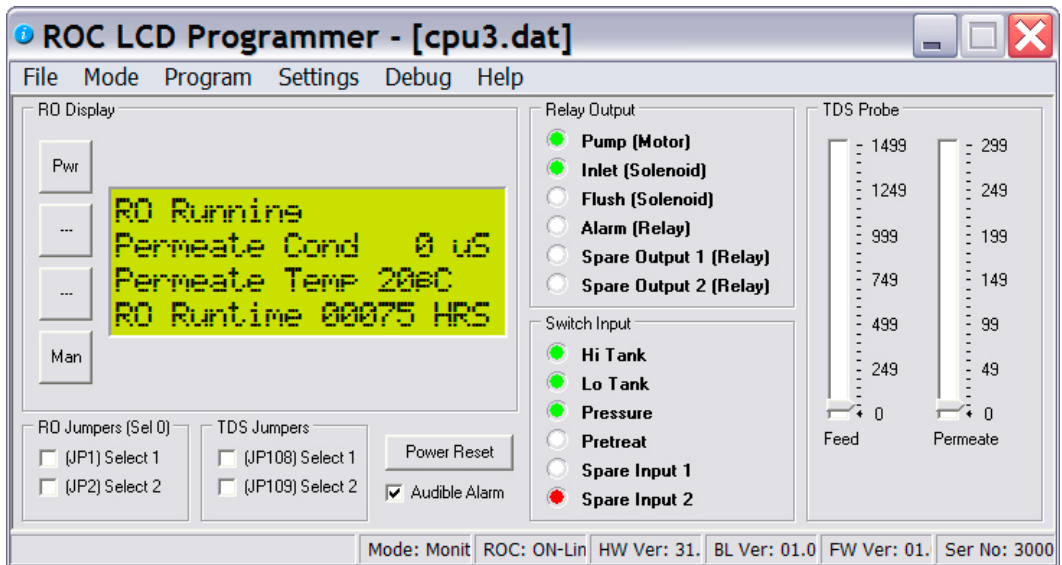 ROC LCD Programmer - [cpu3.dat]
File Mode Program Settings Debug Help
RO Display
Pwr
---
---
Man
RO Running
Permeate Cond 0 uS
Permeate Temp 20°C
RO Runtime 00075 HRS
RO Jumpers (Sel 0)
(JP1) Select 1
(JP2) Select 2
TDS Jumpers
(JP108) Select 1
(JP109) Select 2
Power Reset
Audible Alarm
Relay Output
Pump (Motor)
Inlet (Solenoid)
Flush (Solenoid)
Alarm (Relay)
Spare Output 1 (Relay)
Spare Output 2 (Relay)
Switch Input
Hi Tank
Lo Tank
Pressure
Pretreat
Spare Input 1
Spare Input 2
TDS Probe
1499
1249
999
749
499
249
0
Feed
299
249
199
149
99
49
0
Permeate
Mode: Monit ROC: ON-Lin HW Ver: 31. BL Ver: 01.0 FW Ver: 01. Ser No: 3000